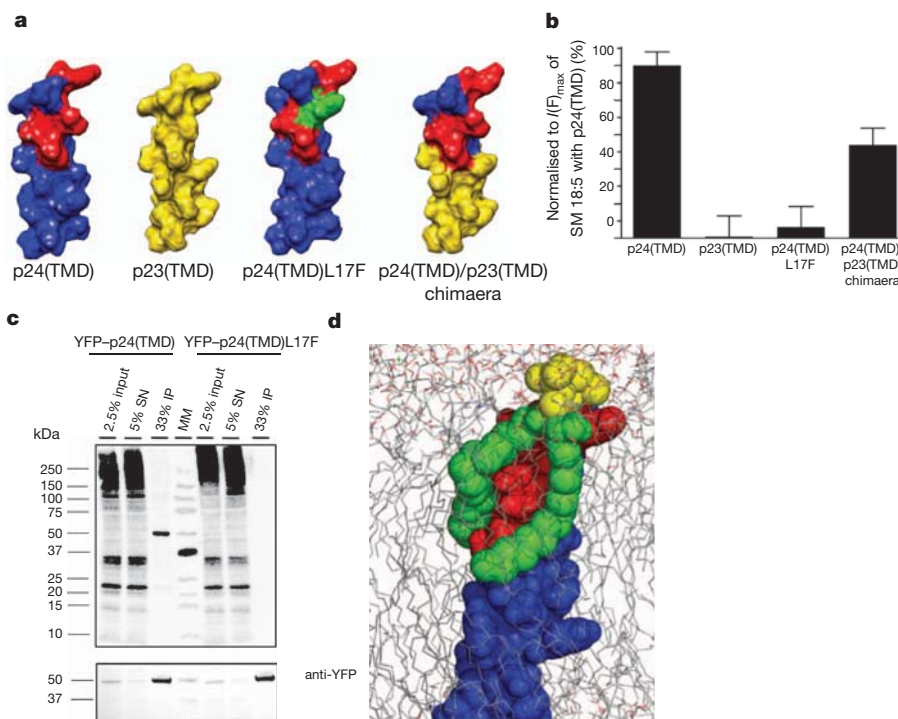 a
p24(TMD)
p23(TMD)
p24(TMD)L17F
p24(TMD)/p23(TMD)
chimaera
b
Normalised to I(F)max of
SM 18:5 with p24(TMD) (%)
100
80
60
40
20
0
p24(TMD)
p23(TMD)
p24(TMD)
L17F
p24(TMD)/
p23(TMD)
chimaera
c
YFP–p24(TMD)
YFP–p24(TMD)L17F
2.5% input
5% SN
33% IP
MM
2.5% input
5% SN
33% IP
kDa
250
150
100
75
50
37
25
20
15
10
50
37
anti-YFP
d